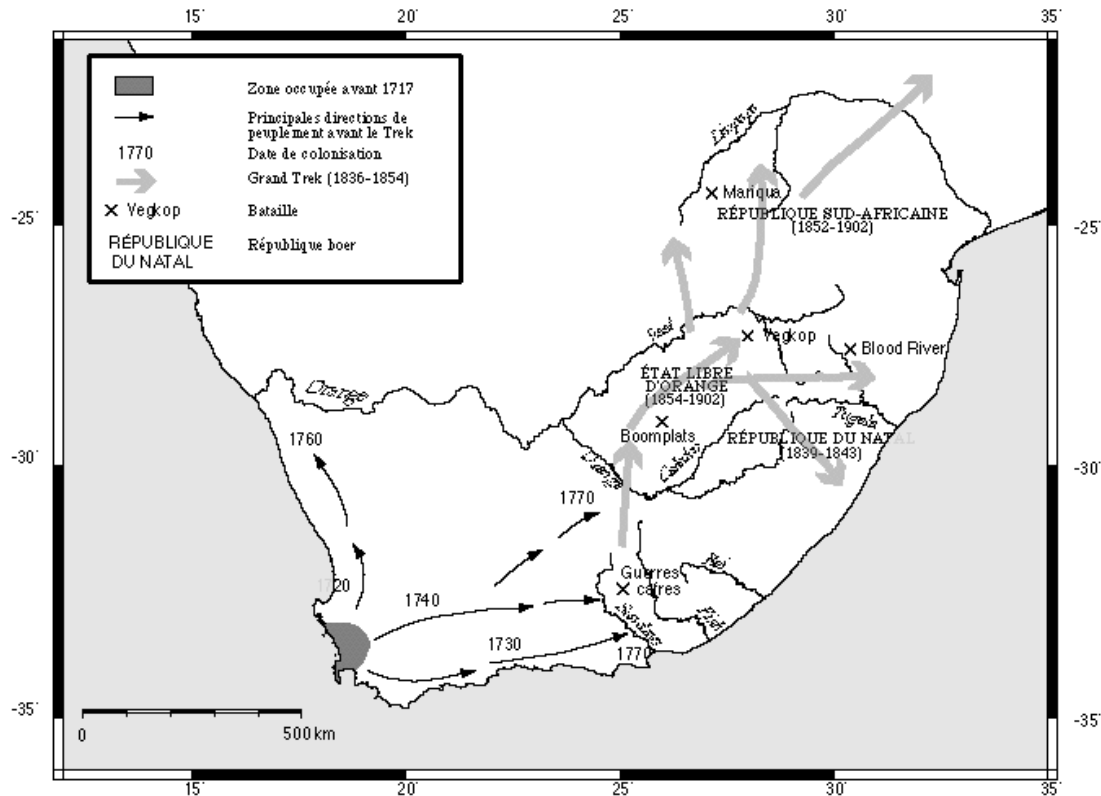 15° 20° 25° 30° 35°
Zone occupée avant 1717
Principales directions de
peuplement avant le Trek
1770 Date de colonisation
Grand Trek (1836-1854)
Vegkop Bataille
RÉPUBLIQUE
DU NATAL
République boer
Limpopo
Mariqua
-25° -25°
RÉPUBLIQUE SUD-AFRICAINE
(1852-1902)
Vegkop
Blood River
ÉTAT LIBRE
D'ORANGE
(1854-1902)
Orange
Boomplats
Caledon
Tugela
RÉPUBLIQUE DU NATAL
(1839-1843)
1760
-30° -30°
Orange
1770
1720
Guerres
cafres
Kei
Fish
Sundays
1740
1730
1770
-35° -35°
0 500 km
15° 20° 25° 30° 35°